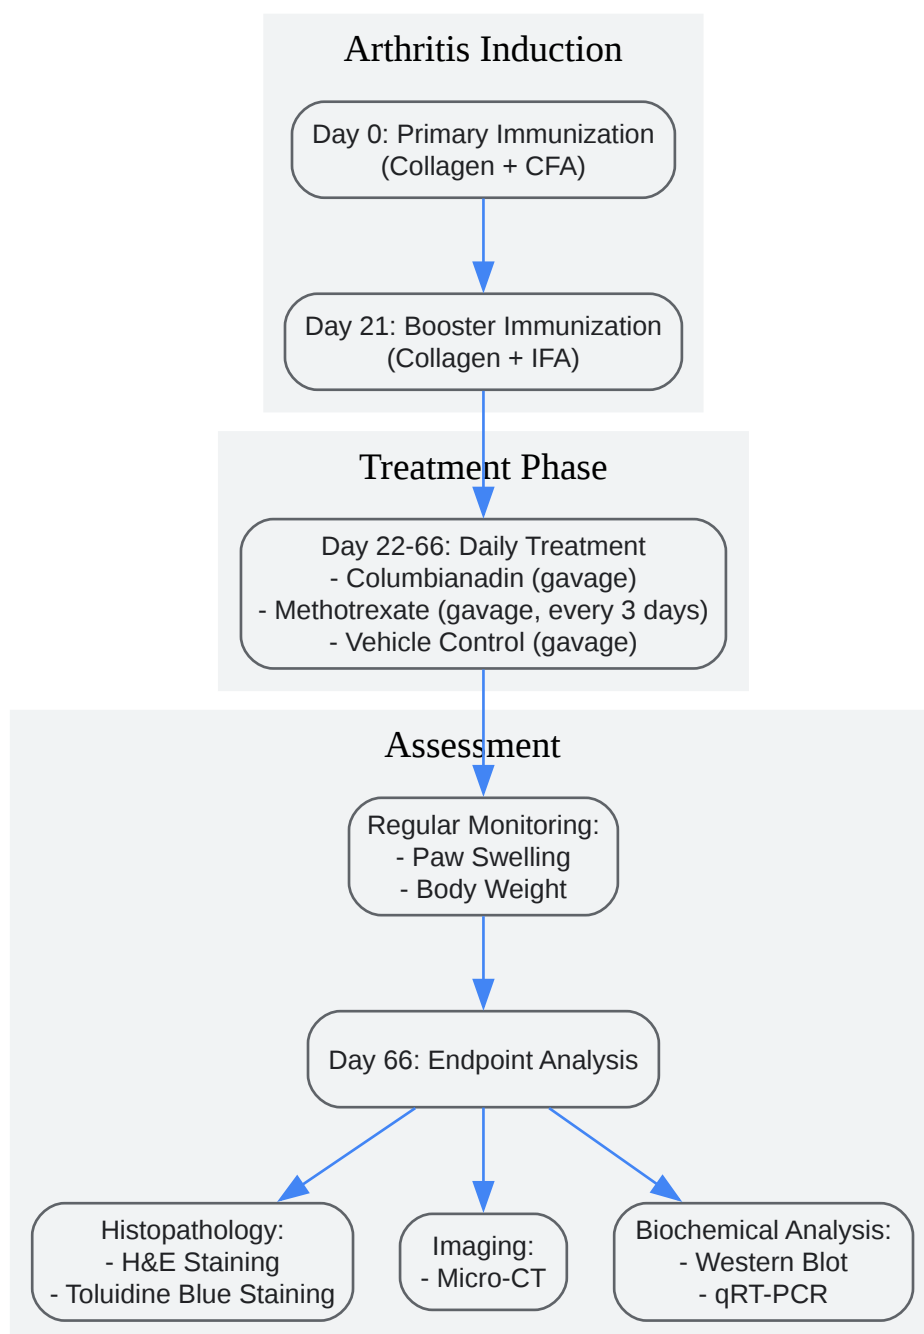 Arthritis Induction
Day 0: Primary Immunization
(Collagen + CFA)
Day 21: Booster Immunization
(Collagen + IFA)
Treatment Phase
Day 22-66: Daily Treatment
- Columbianadin (gavage)
- Methotrexate (gavage, every 3 days)
- Vehicle Control (gavage)
Assessment
Regular Monitoring:
- Paw Swelling
- Body Weight
Day 66: Endpoint Analysis
Histopathology:
- H&E Staining
- Toluidine Blue Staining
Imaging:
- Micro-CT
Biochemical Analysis:
- Western Blot
- qRT-PCR